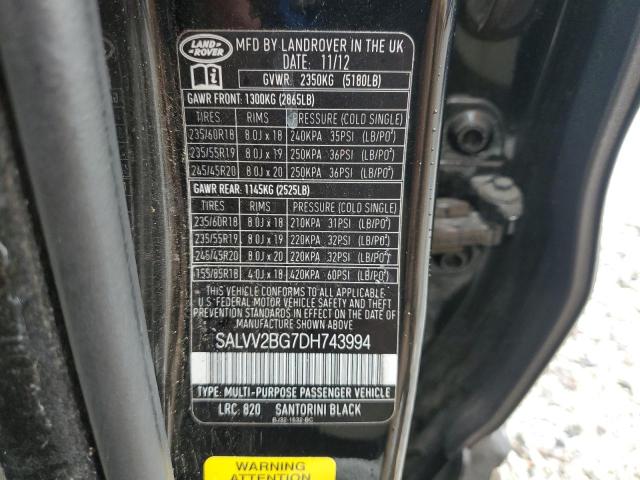 LAND-
ROVER
MFD BY LANDROVER IN THE UK
DATE: 11/12
GVWR: 2350KG (5180LB)
GAWR FRONT: 1300KG (2865LB)
TIRES RIMS PRESSURE (COLD SINGLE)
235/60R18 8.0J x 18 240KPA 35PSI (LB/PO²)
235/55R19 8.0J x 19 250KPA 36PSI (LB/PO²)
245/45R20 8.0J x 20 250KPA 36PSI (LB/PO²)
GAWR REAR: 1145KG (2525LB)
TIRES RIMS PRESSURE (COLD SINGLE)
235/60R18 8.0J x 18 210KPA 31PSI (LB/PO²)
235/55R19 8.0J x 19 220KPA 32PSI (LB/PO²)
245/45R20 8.0J x 20 220KPA 32PSI (LB/PO²)
155/85R18 4.0J x 18 420KPA 60PSI (LB/PO²)
THIS VEHICLE CONFORMS TO ALL APPLICABLE
U.S. FEDERAL MOTOR VEHICLE SAFETY AND THEFT
PREVENTION STANDARDS IN EFFECT ON THE DATE OF
MANUFACTURE SHOWN ABOVE
SALVV2BG7DH743994
TYPE: MULTI-PURPOSE PASSENGER VEHICLE
LRC: 820 SANTORINI BLACK
BJ32-1532-BC
WARNING
ATTENTION